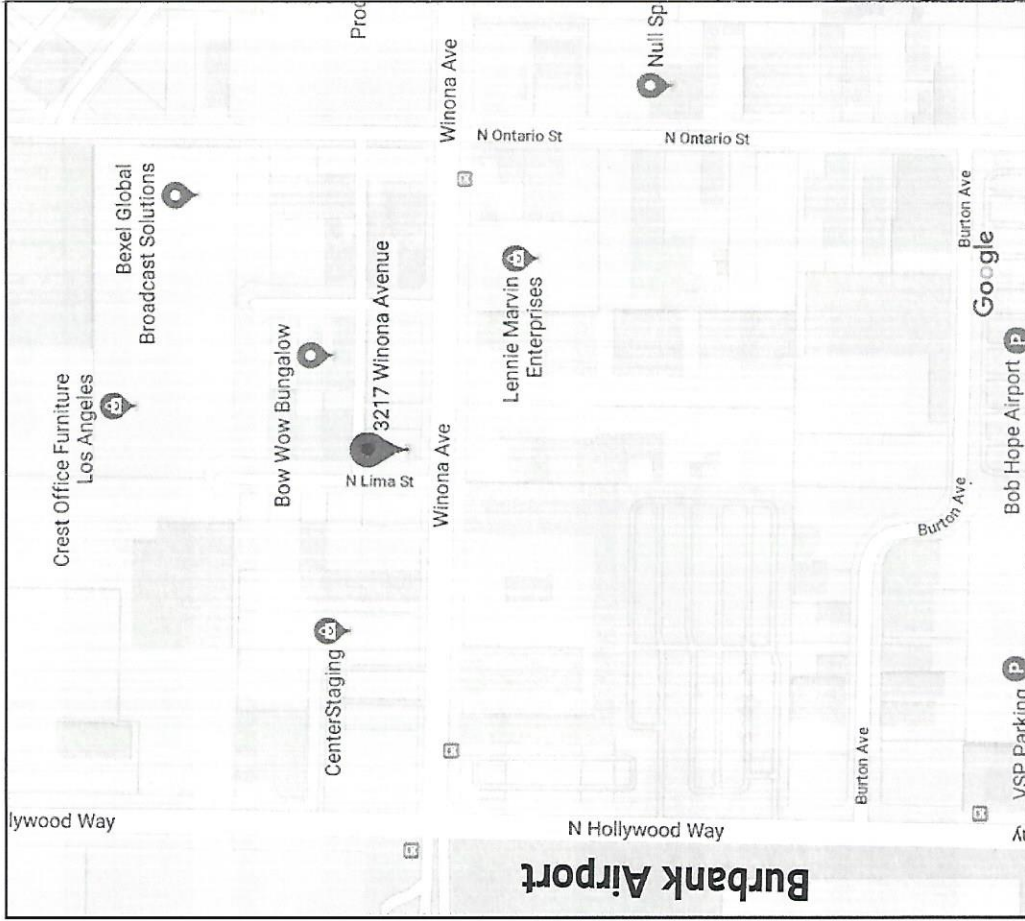 lywood Way
Crest Office Furniture
Los Angeles
Bexel Global
Broadcast Solutions
Bow Wow Bungalow
CenterStaging
N Lima St
3217 Winona Avenue
Proc
Winona Ave
Winona Ave
N Ontario St
Lennie Marvin
Enterprises
Null Sp
N Ontario St
N Hollywood Way
Burbank Airport
Burton Ave
Burton Ave
Burton Ave
Google
VSP Parking
P
Bob Hope Airport
P